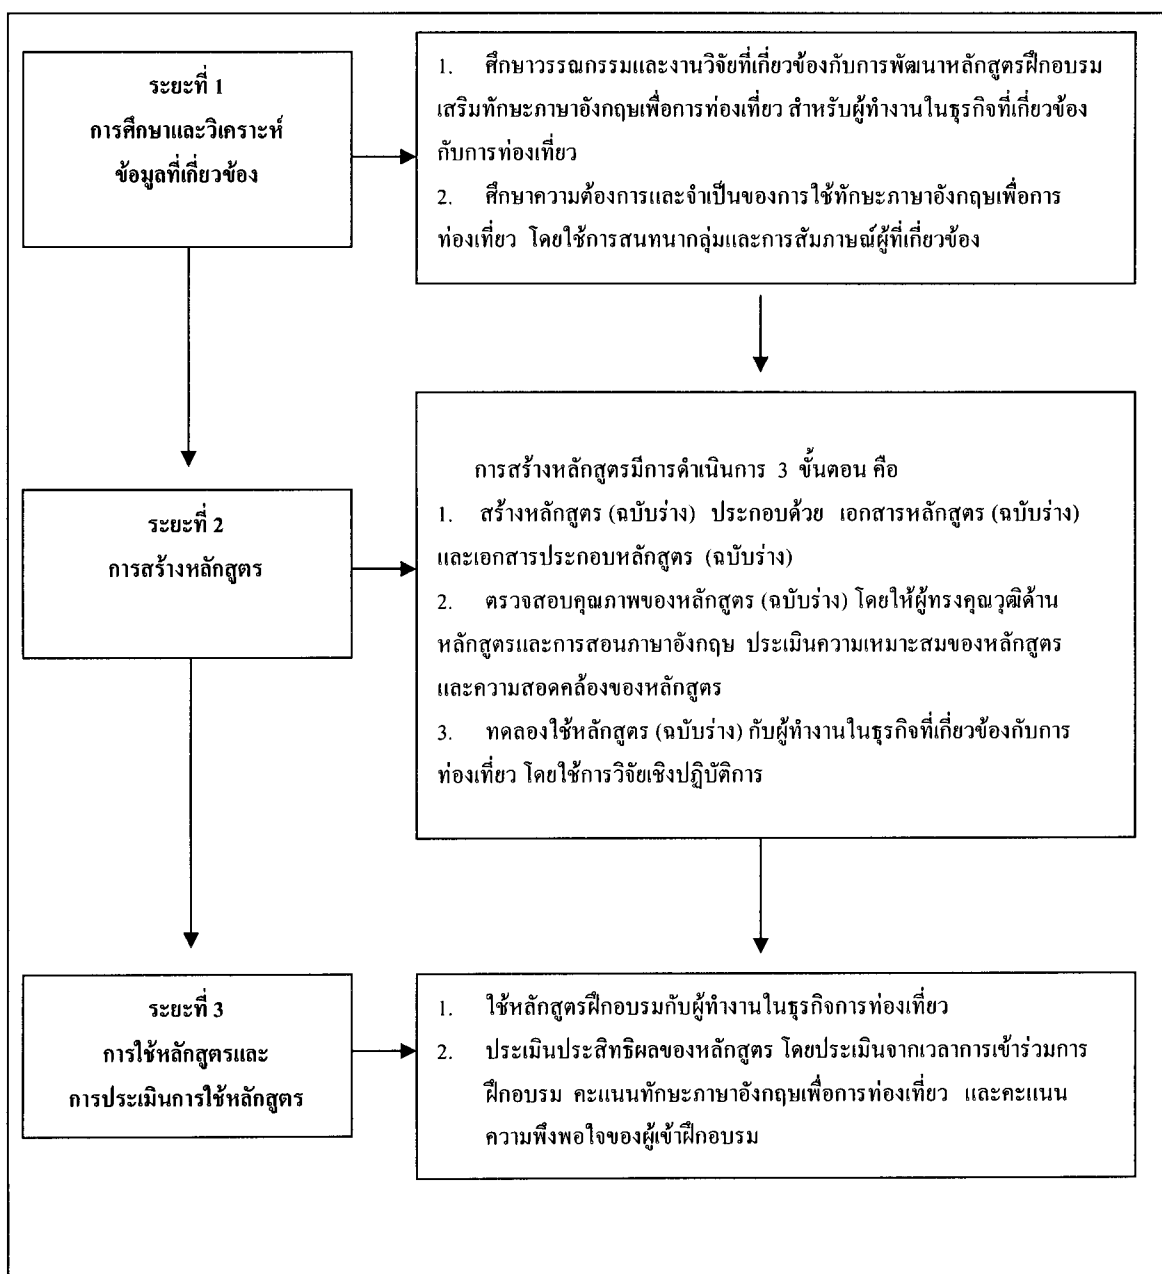 ระยะที่ 1
การศึกษาและวิเคราะห์
ข้อมูลที่เกี่ยวข้อง
1. ศึกษาวรรณกรรมและงานวิจัยที่เกี่ยวข้องกับการพัฒนาหลักสูตรฝึกอบรม
เสริมทักษะภาษาอังกฤษเพื่อการท่องเที่ยว สำหรับผู้ทำงานในธุรกิจที่เกี่ยวข้อง
กับการท่องเที่ยว
2. ศึกษาความต้องการและจำเป็นของการใช้ทักษะภาษาอังกฤษเพื่อการ
ท่องเที่ยว โดยใช้การสนทนากลุ่มและการสัมภาษณ์ผู้ที่เกี่ยวข้อง
ระยะที่ 2
การสร้างหลักสูตร
การสร้างหลักสูตรมีการดำเนินการ 3 ขั้นตอน คือ
1. สร้างหลักสูตร (ฉบับร่าง) ประกอบด้วย เอกสารหลักสูตร (ฉบับร่าง)
และเอกสารประกอบหลักสูตร (ฉบับร่าง)
2. ตรวจสอบคุณภาพของหลักสูตร (ฉบับร่าง) โดยให้ผู้ทรงคุณวุฒิด้าน
หลักสูตรและการสอนภาษาอังกฤษ ประเมินความเหมาะสมของหลักสูตร
และความสอดคล้องของหลักสูตร
3. ทดลองใช้หลักสูตร (ฉบับร่าง) กับผู้ทำงานในธุรกิจที่เกี่ยวข้องกับการ
ท่องเที่ยว โดยใช้การวิจัยเชิงปฏิบัติการ
ระยะที่ 3
การใช้หลักสูตรและ
การประเมินการใช้หลักสูตร
1. ใช้หลักสูตรฝึกอบรมกับผู้ทำงานในธุรกิจการท่องเที่ยว
2. ประเมินประสิทธิผลของหลักสูตร โดยประเมินจากเวลาการเข้าร่วมการ
ฝึกอบรม คะแนนทักษะภาษาอังกฤษเพื่อการท่องเที่ยว และคะแนน
ความพึงพอใจของผู้เข้าฝึกอบรม